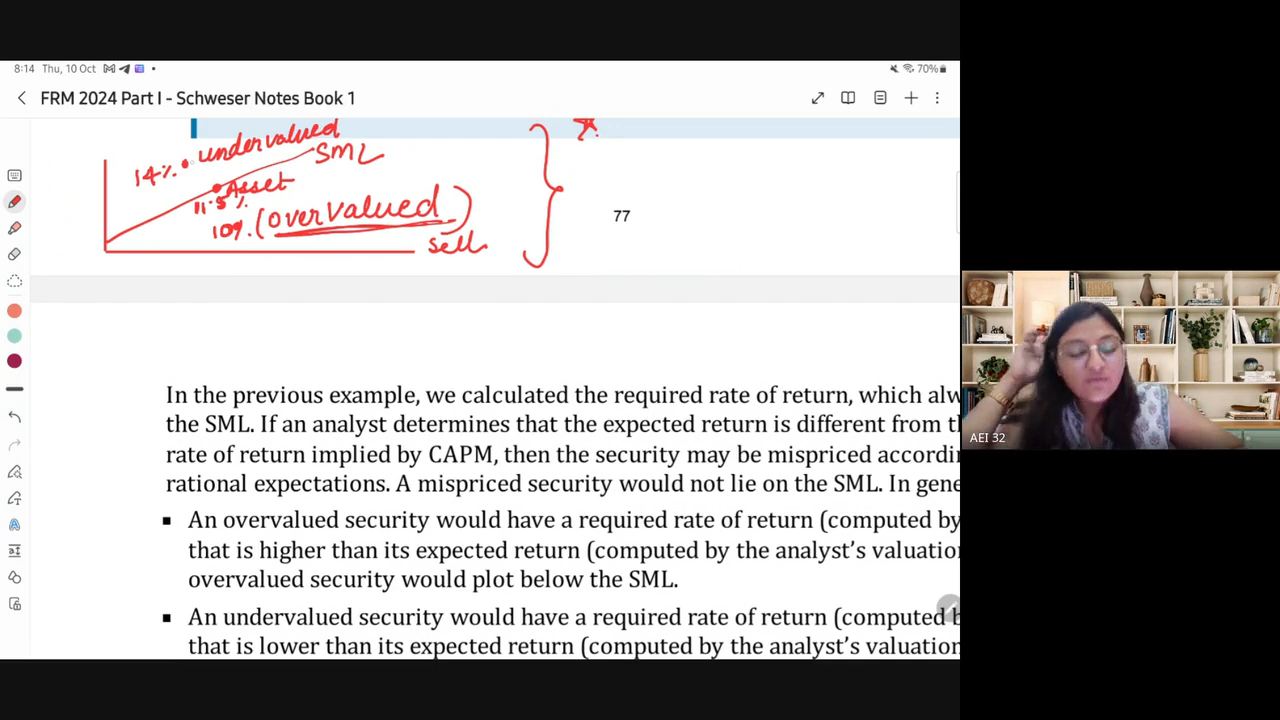 8:14 Thu, 10 Oct
70%
FRM 2024 Part I - Schweser Notes Book 1
14%. undervalued
SML
Asset
11.5%
10%. (overvalued)
sell
77
In the previous example, we calculated the required rate of return, which alw
the SML. If an analyst determines that the expected return is different from t
rate of return implied by CAPM, then the security may be mispriced accordin
rational expectations. A mispriced security would not lie on the SML. In gene
▪ An overvalued security would have a required rate of return (computed by
that is higher than its expected return (computed by the analyst's valuation
overvalued security would plot below the SML.
▪ An undervalued security would have a required rate of return (computed b
that is lower than its expected return (computed by the analyst's valuation
AEI 32